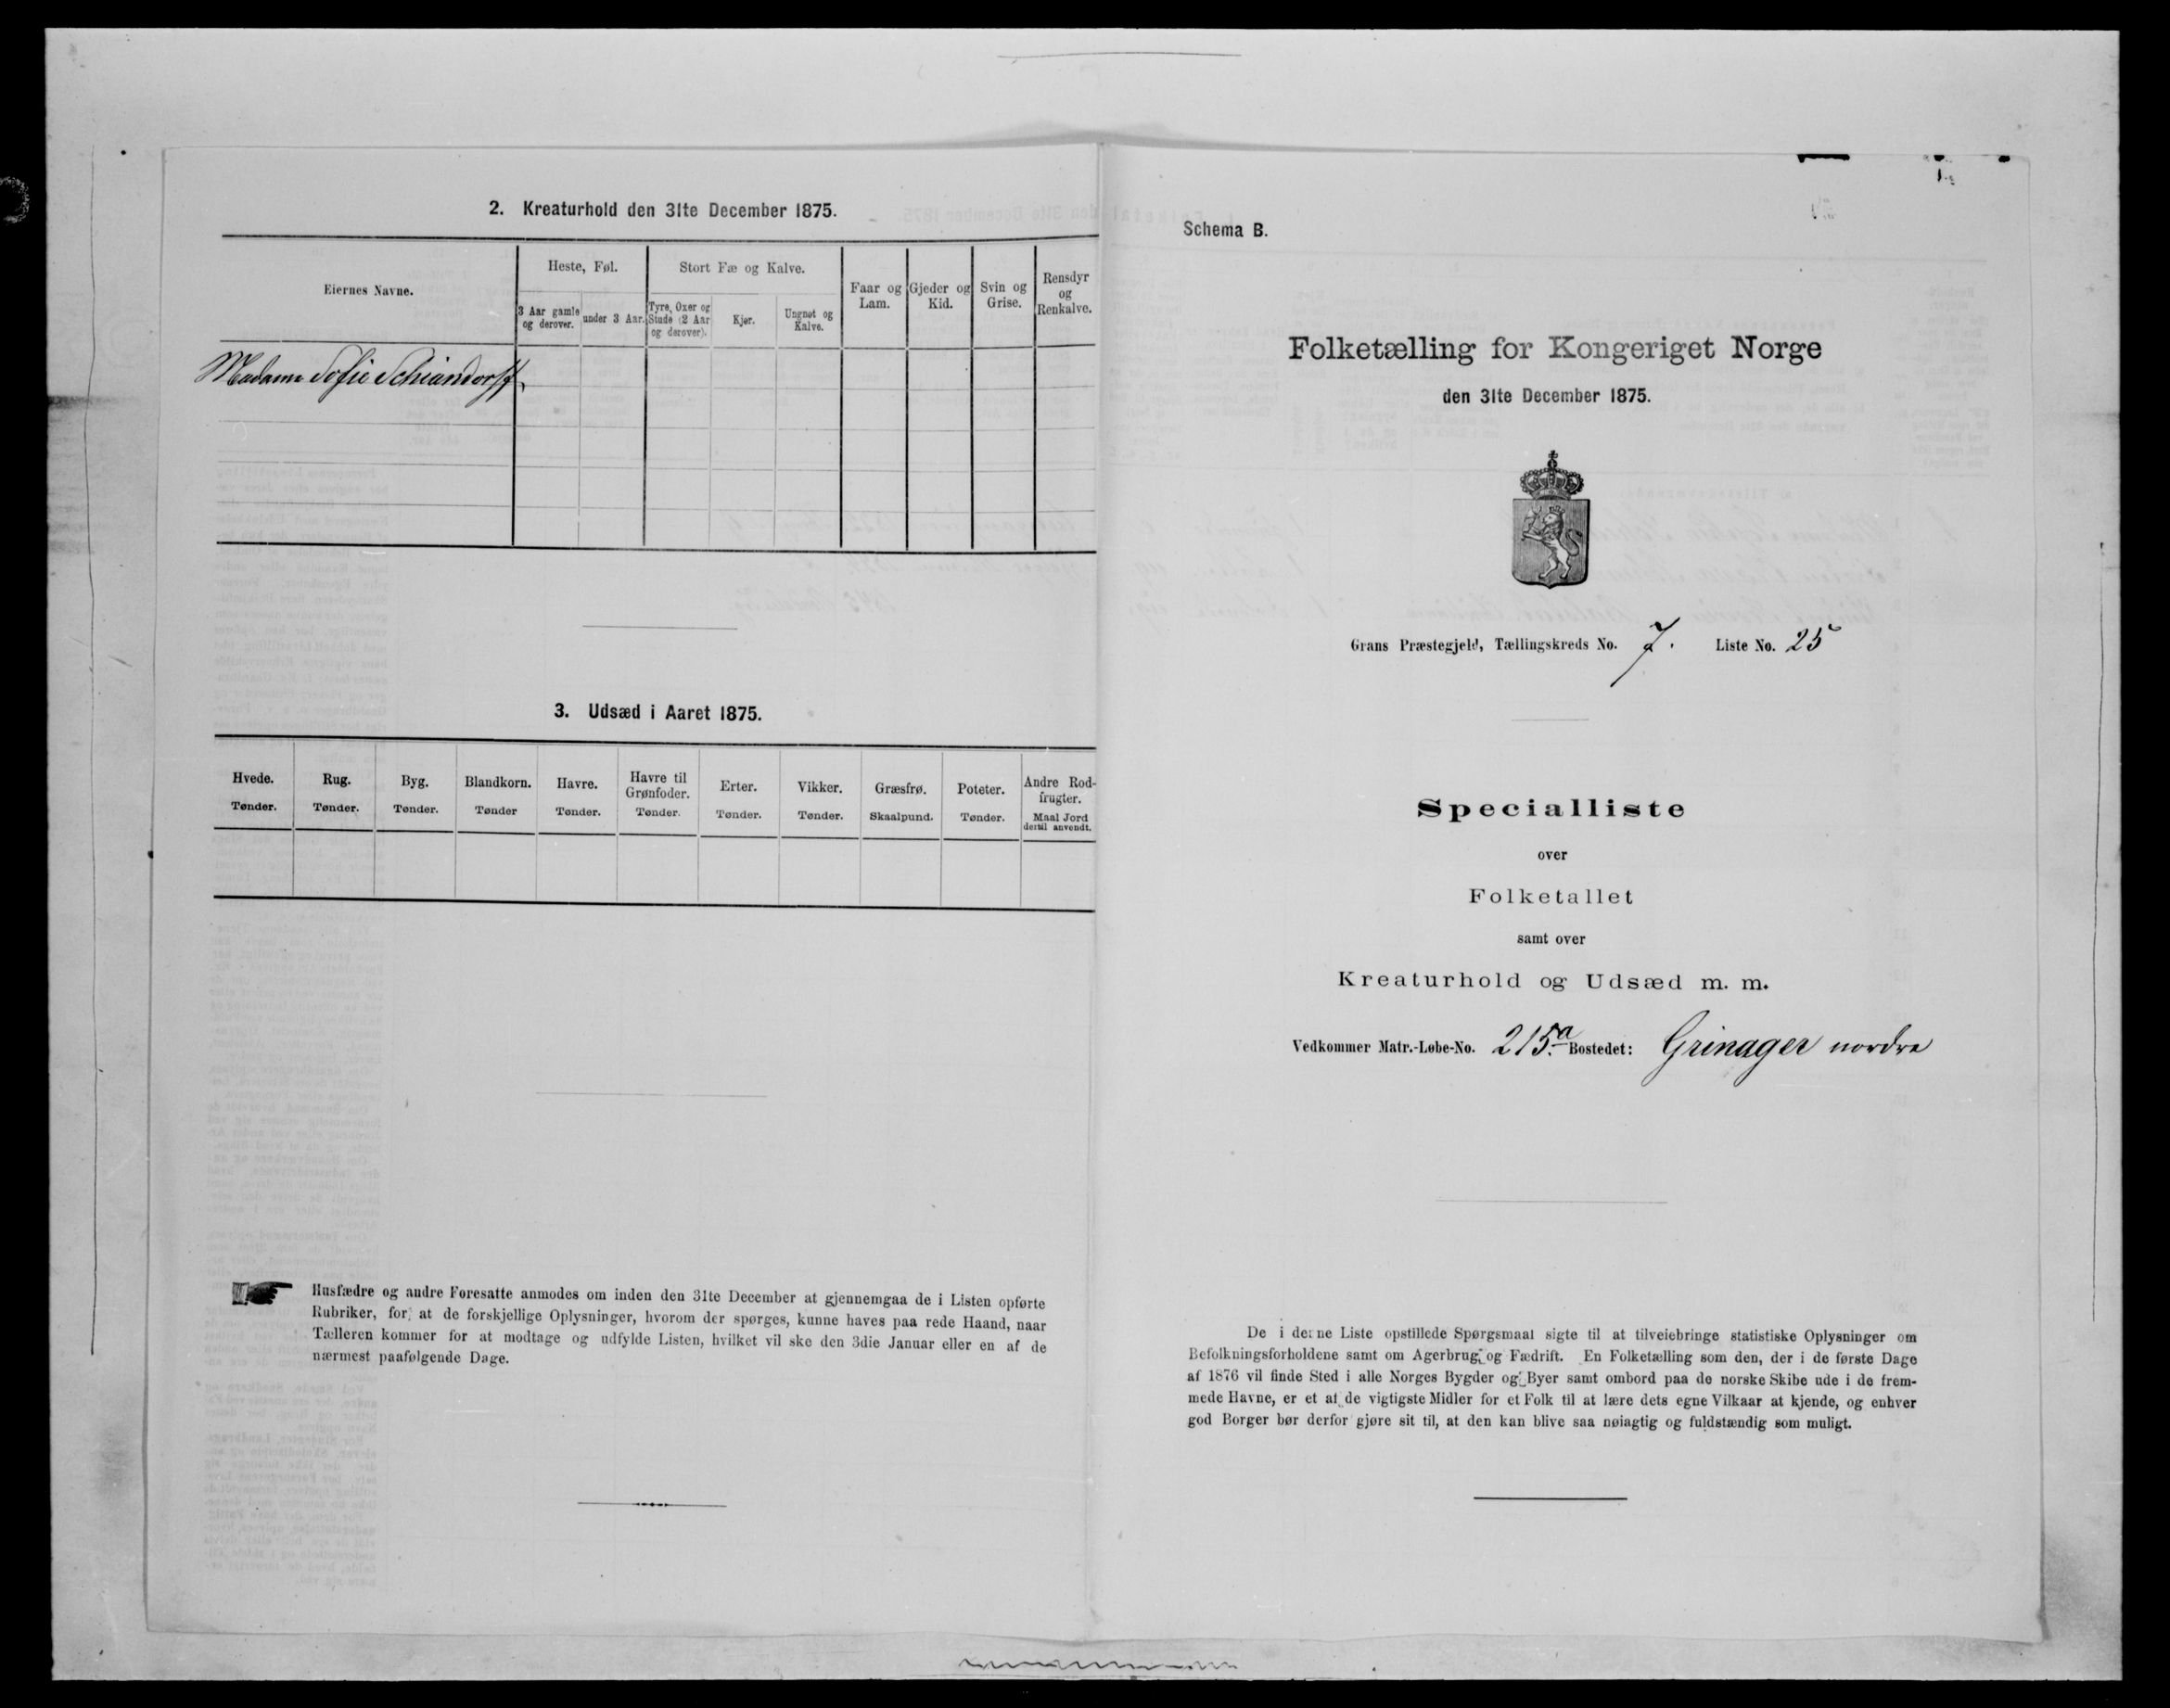 2. Kreaturhold den 31te December 1875.
Eiernes Navne.
Heste, Føl.
3 Aar gamle og derover.
under 3 Aar.
Stort Fæ og Kalve.
Tyre, Oxer og Stude (2 Aar og derover).
Kjør.
Ungnøt og Kalve.
Faar og Lam.
Gjeder og Kid.
Svin og Grise.
Rensdyr og Renkalve.
Madame Sofie
3. Udsæd i Aaret 1875.
Hvede. Tønder.
Rug. Tønder.
Byg. Tønder.
Blandkorn. Tønder
Havre. Tønder.
Havre til Grønfoder. Tønder.
Erter. Tønder.
Vikker. Tønder.
Græsfrø. Skaalpund.
Poteter. Tønder.
Andre Rod-frugter. Maal Jord dertil anvendt.
Husfædre og andre Foresatte anmodes om inden den 31te December at gjennemgaa de i Listen opførte
Rubriker, for at de forskjellige Oplysninger, hvorom der spørges, kunne haves paa rede Haand, naar
Tælleren kommer for at modtage og udfylde Listen, hvilket vil ske den 3die Januar eller en af de
nærmest paafølgende Dage.
Schema B.
Folketælling for Kongeriget Norge
den 31te December 1875.
Grans Præstegjeld, Tællingskreds No. 7. Liste No. 25
Specialliste
over
Folketallet
samt over
Kreaturhold og Udsæd m. m.
Vedkommer Matr.-Løbe-No. 215.a Bostedet: Grinager nordre
De i denne Liste opstillede Spørgsmaal sigte til at tilveiebringe statistiske Oplysninger om
Befolkningsforholdene samt om Agerbrug og Fædrift. En Folketælling som den, der i de første Dage
af 1876 vil finde Sted i alle Norges Bygder og Byer samt ombord paa de norske Skibe ude i de frem-
mede Havne, er et af de vigtigste Midler for et Folk til at lære dets egne Vilkaar at kjende, og enhver
god Borger bør derfor gjøre sit til, at den kan blive saa nøiagtig og fuldstændig som muligt.